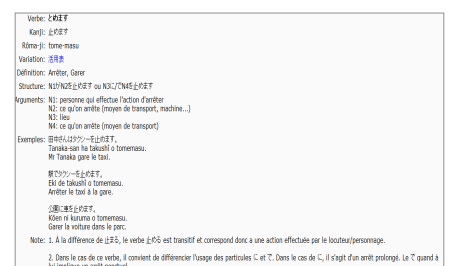 Verbe: とめます
Kanji: 止めます
Rōma-ji: tome-masu
Variation: 活用表
Définition: Arrêter, Garer
Structure: N1がN2を止めます ou N3に/でN4を止めます
Arguments: N1: personne qui effectue l'action d'arrêter
N2: ce qu'on arrête (moyen de transport, machine...)
N3: lieu
N4: ce qu'on arrête (moyen de transport)
Exemples: 田中さんはタクシーを止めます。
Tanaka-san ha takushī o tomemasu.
Mr Tanaka gare le taxi.
駅でタクシーを止めます。
Eki de takushī o tomemasu.
Arrêter le taxi à la gare.
公園に車を止めます。
Kōen ni kuruma o tomemasu.
Garer la voiture dans le parc.
Note: 1. À la différence de 止まる, le verbe 止める est transitif et correspond donc a une action effectuée par le locuteur/personnage.
2. Dans le cas de ce verbe, il convient de différencier l'usage des particules に et で. Dans le cas de に, il s'agit d'un arrêt prolongé. Le で quand à
lui implique un arrêt ponctuel.